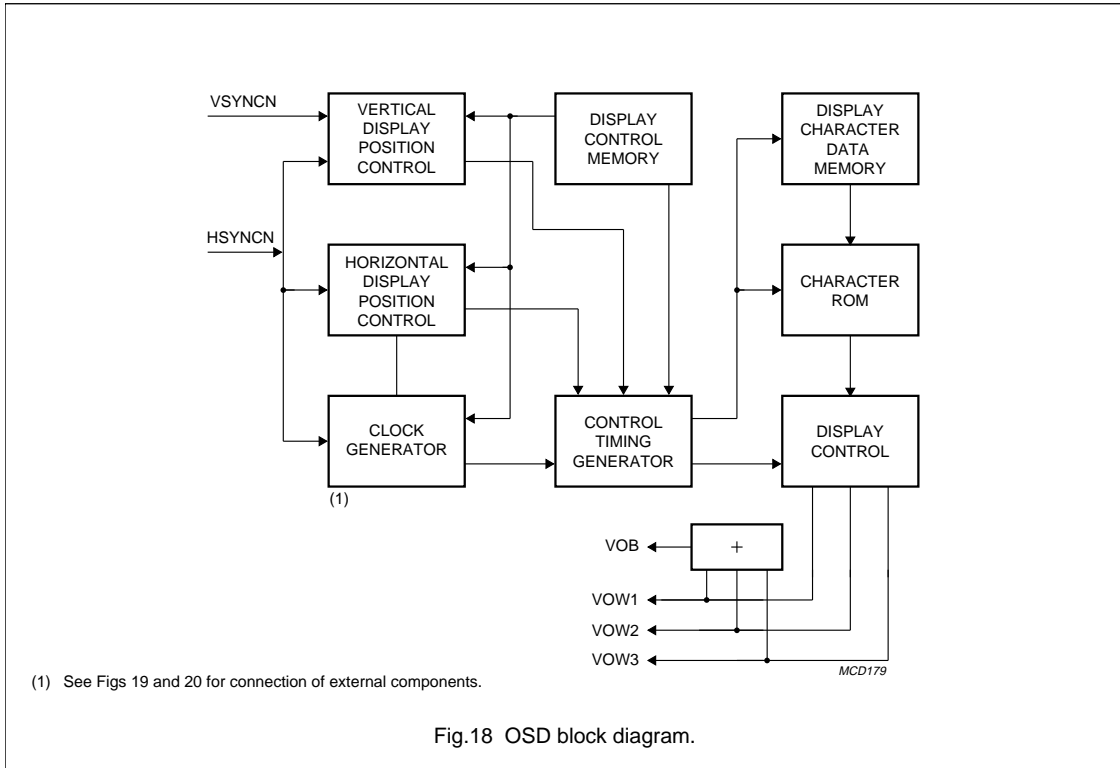 VSYNCN
VERTICAL
DISPLAY
POSITION
CONTROL
DISPLAY
CONTROL
MEMORY
DISPLAY
CHARACTER
DATA
MEMORY
HSYNCN
HORIZONTAL
DISPLAY
POSITION
CONTROL
CHARACTER
ROM
CLOCK
GENERATOR
(1)
CONTROL
TIMING
GENERATOR
DISPLAY
CONTROL
VOB
+
VOW1
VOW2
VOW3
MCD179
(1) See Figs 19 and 20 for connection of external components.
Fig.18 OSD block diagram.